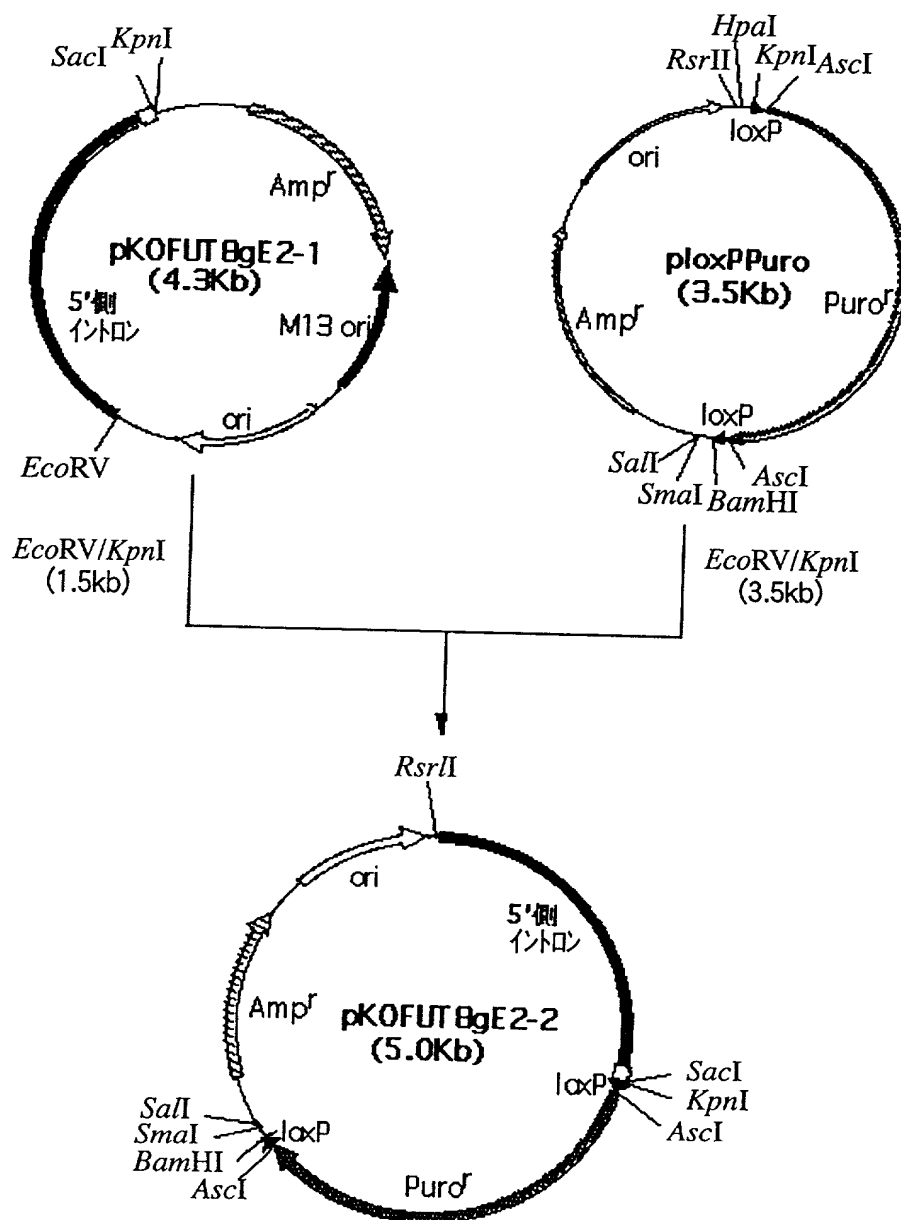 SacI
KpnI
Ampr
pKOFUT8gE2-1
(4.3Kb)
5'側
イントロン
M13 ori
ori
EcoRV
EcoRV/KpnI
(1.5kb)
HpaI
RsrII
KpnI
AscI
loxP
ori
ploxPPuro
(3.5Kb)
Ampr
Puror
loxP
SalI
SmaI
BamHI
AscI
EcoRV/KpnI
(3.5kb)
RsrII
ori
5'側
イントロン
Ampr
pKOFUT8gE2-2
(5.0Kb)
loxP
SacI
KpnI
AscI
SalI
SmaI
BamHI
AscI
loxP
Puror